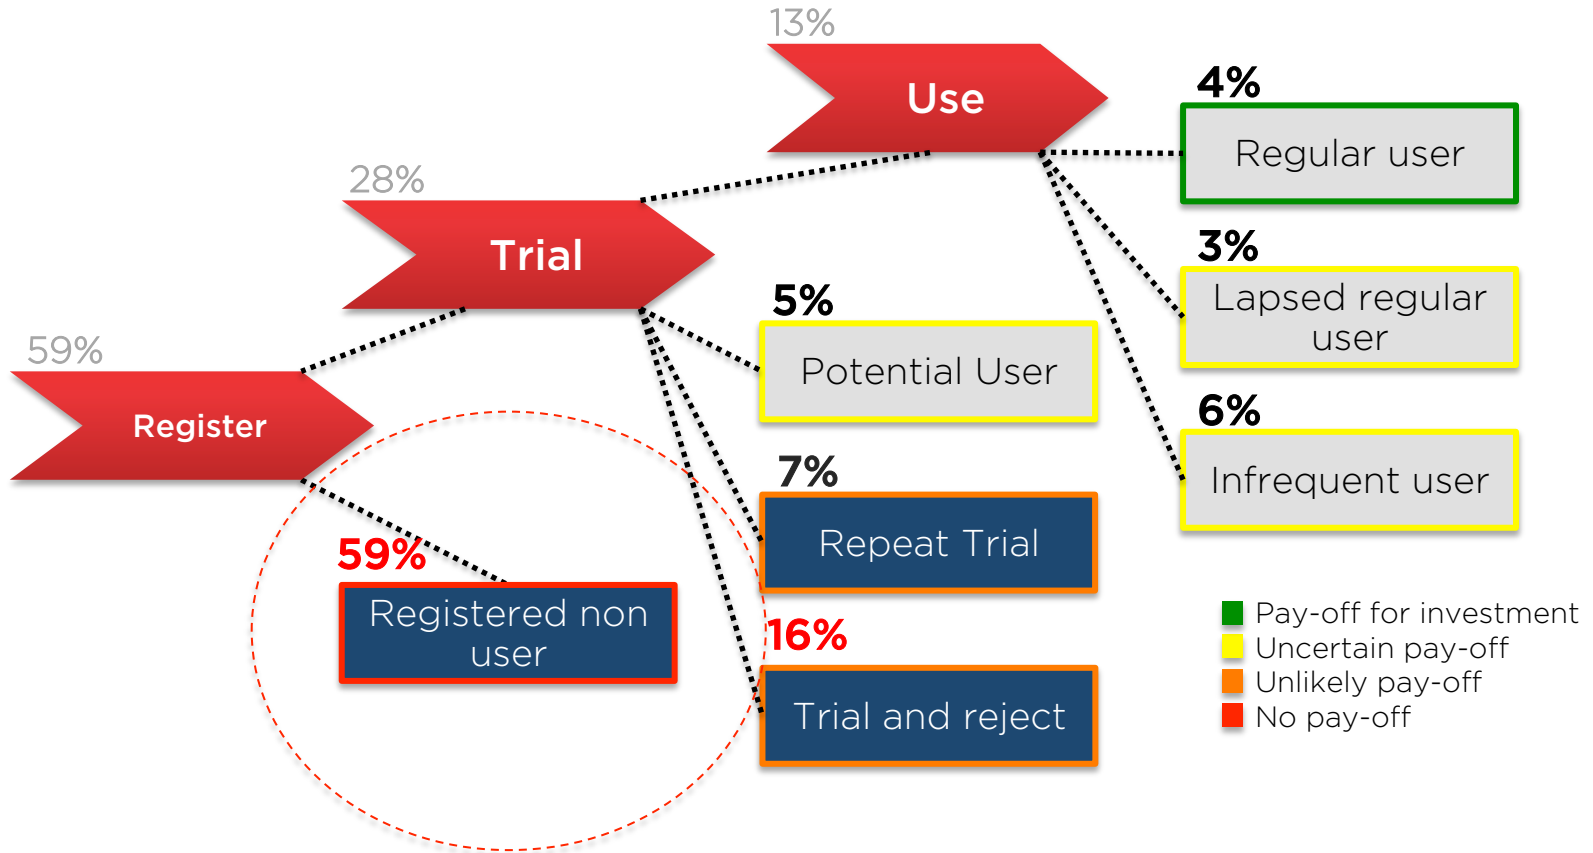 13%
Use
4%
Regular user
28%
Trial
3%
Lapsed regular
user
5%
Potential User
59%
Register
6%
Infrequent user
7%
Repeat Trial
59%
Registered non
user
16%
Trial and reject
Pay-off for investment
Uncertain pay-off
Unlikely pay-off
No pay-off